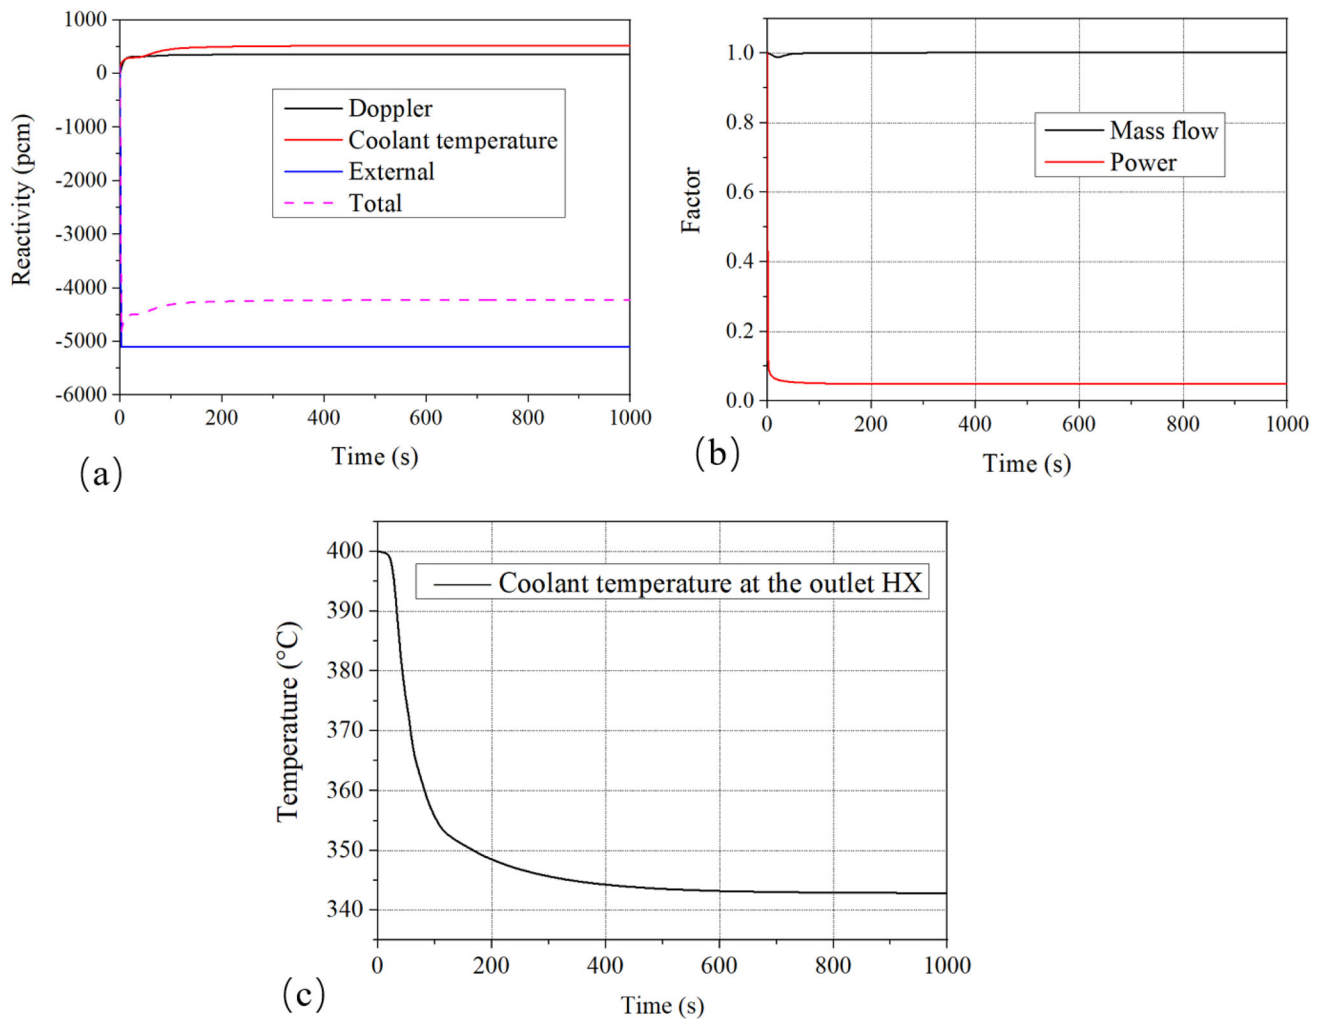 1000
0
-1000
-2000
-3000
-4000
-5000
-6000
Reactivity (pcm)
Doppler
Coolant temperature
External
Total
0 200 400 600 800 1000
Time (s)
(a)
1.0
0.8
0.6
0.4
0.2
0.0
Factor
Mass flow
Power
0 200 400 600 800 1000
Time (s)
(b)
400
390
380
370
360
350
340
Temperature (°C)
Coolant temperature at the outlet HX
0 200 400 600 800 1000
Time (s)
(c)